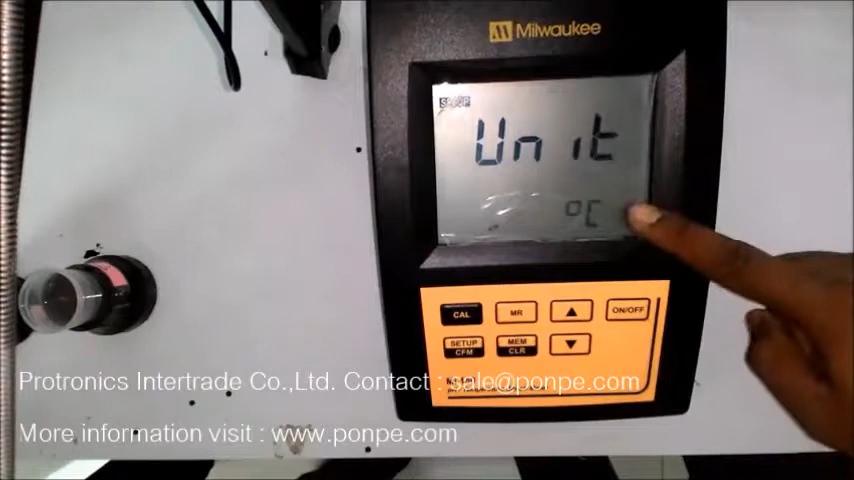 Milwaukee
SETUP
Unit
°C
CAL
MR
▲
ON/OFF
SETUP
CFM
MEM
CLR
▼
Protronics Intertrade Co.,Ltd. Contact : sale@ponpe.com
More information visit : www.ponpe.com